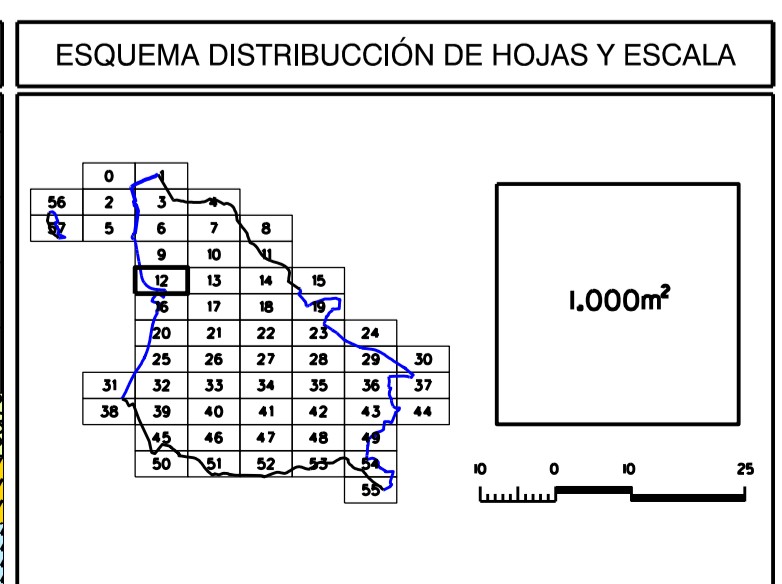 ESQUEMA DISTRIBUCCIÓN DE HOJAS Y ESCALA
0 1
56 2 3 4
57 5 6 7 8
9 10 11
12 13 14 15
1.000m²
16 17 18 19
20 21 22 23 24
25 26 27 28 29 30
31 32 33 34 35 36 37
38 39 40 41 42 43 44
45 46 47 48 49
50 51 52 53 54
55
10 0 10 25